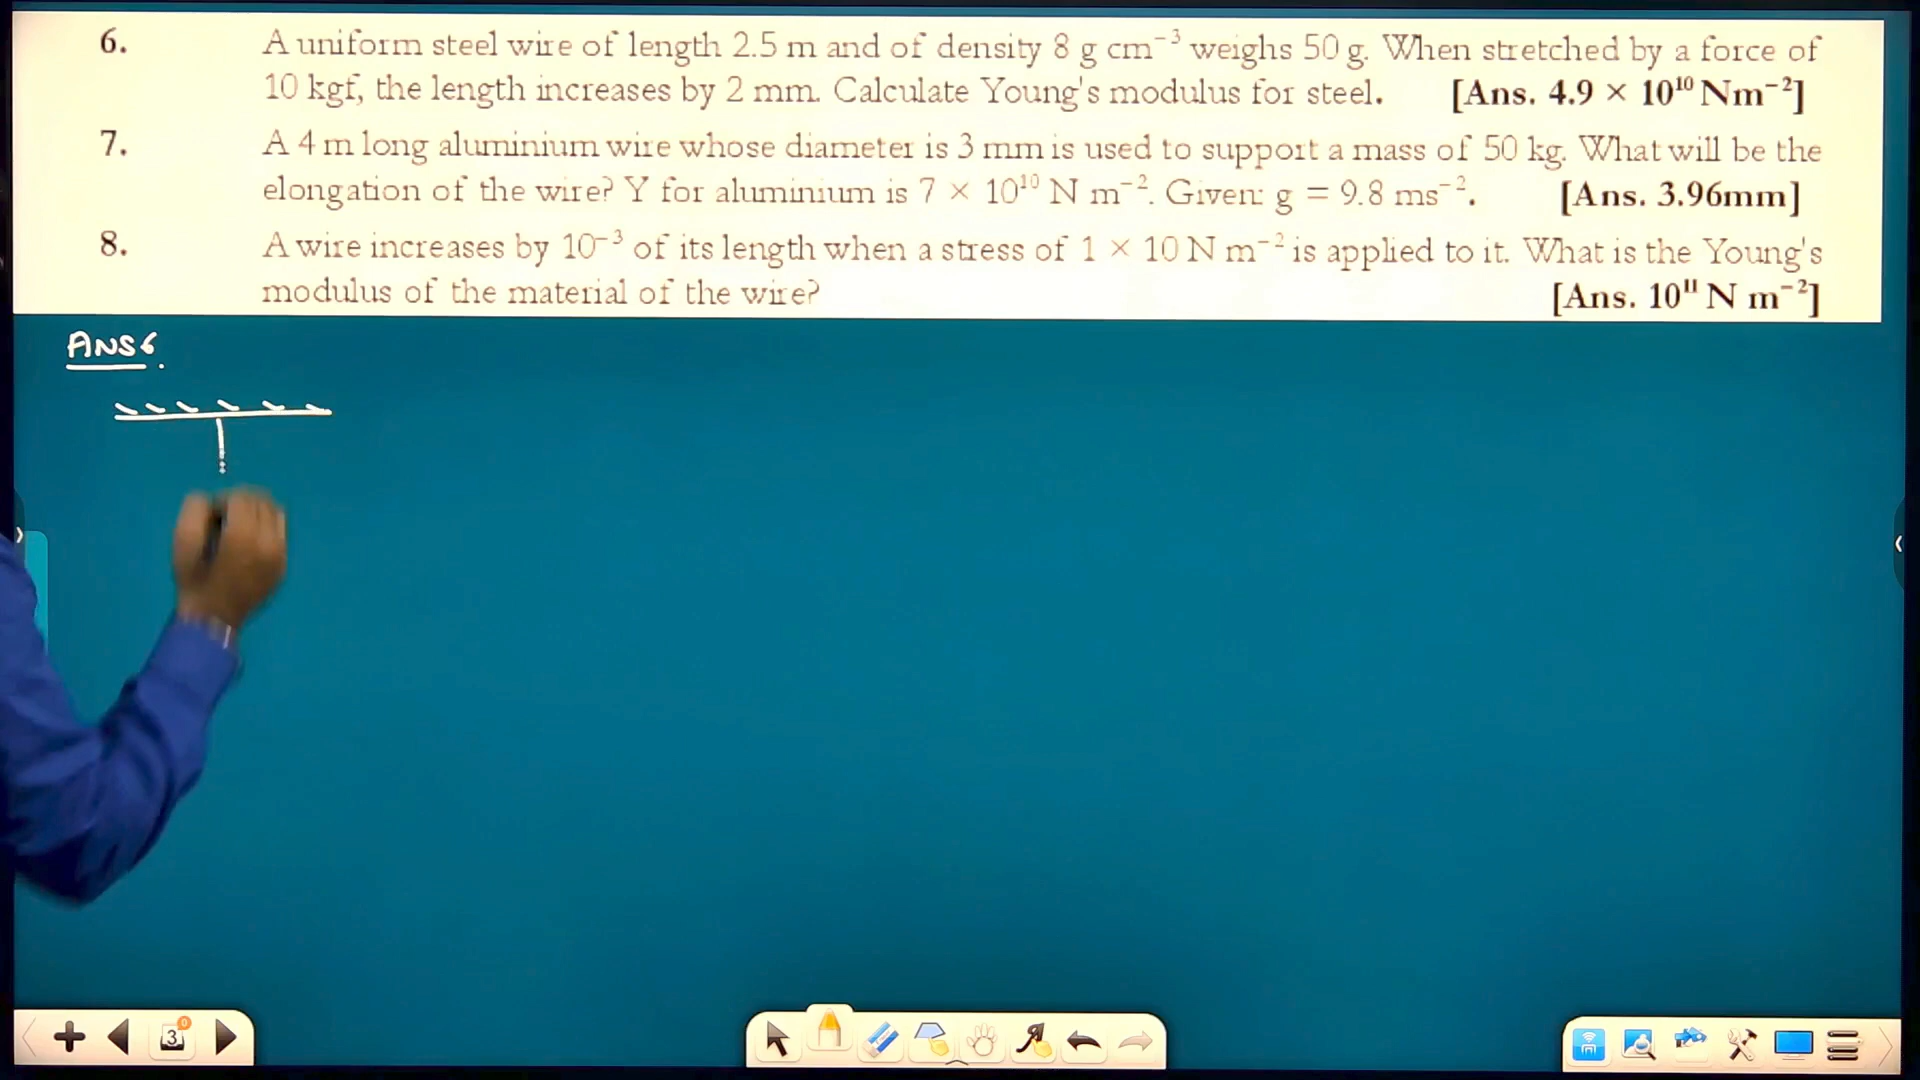 6. A uniform steel wire of length 2.5 m and of density 8 g cm⁻³ weighs 50 g. When stretched by a force of
10 kgf, the length increases by 2 mm. Calculate Young's modulus for steel. [Ans. 4.9 × 10¹⁰ Nm⁻²]
7. A 4 m long aluminium wire whose diameter is 3 mm is used to support a mass of 50 kg. What will be the
elongation of the wire? Y for aluminium is 7 × 10¹⁰ N m⁻². Given: g = 9.8 ms⁻². [Ans. 3.96mm]
8. A wire increases by 10⁻³ of its length when a stress of 1 × 10 N m⁻² is applied to it. What is the Young's
modulus of the material of the wire? [Ans. 10¹¹ N m⁻²]
ANS 6.
3
0